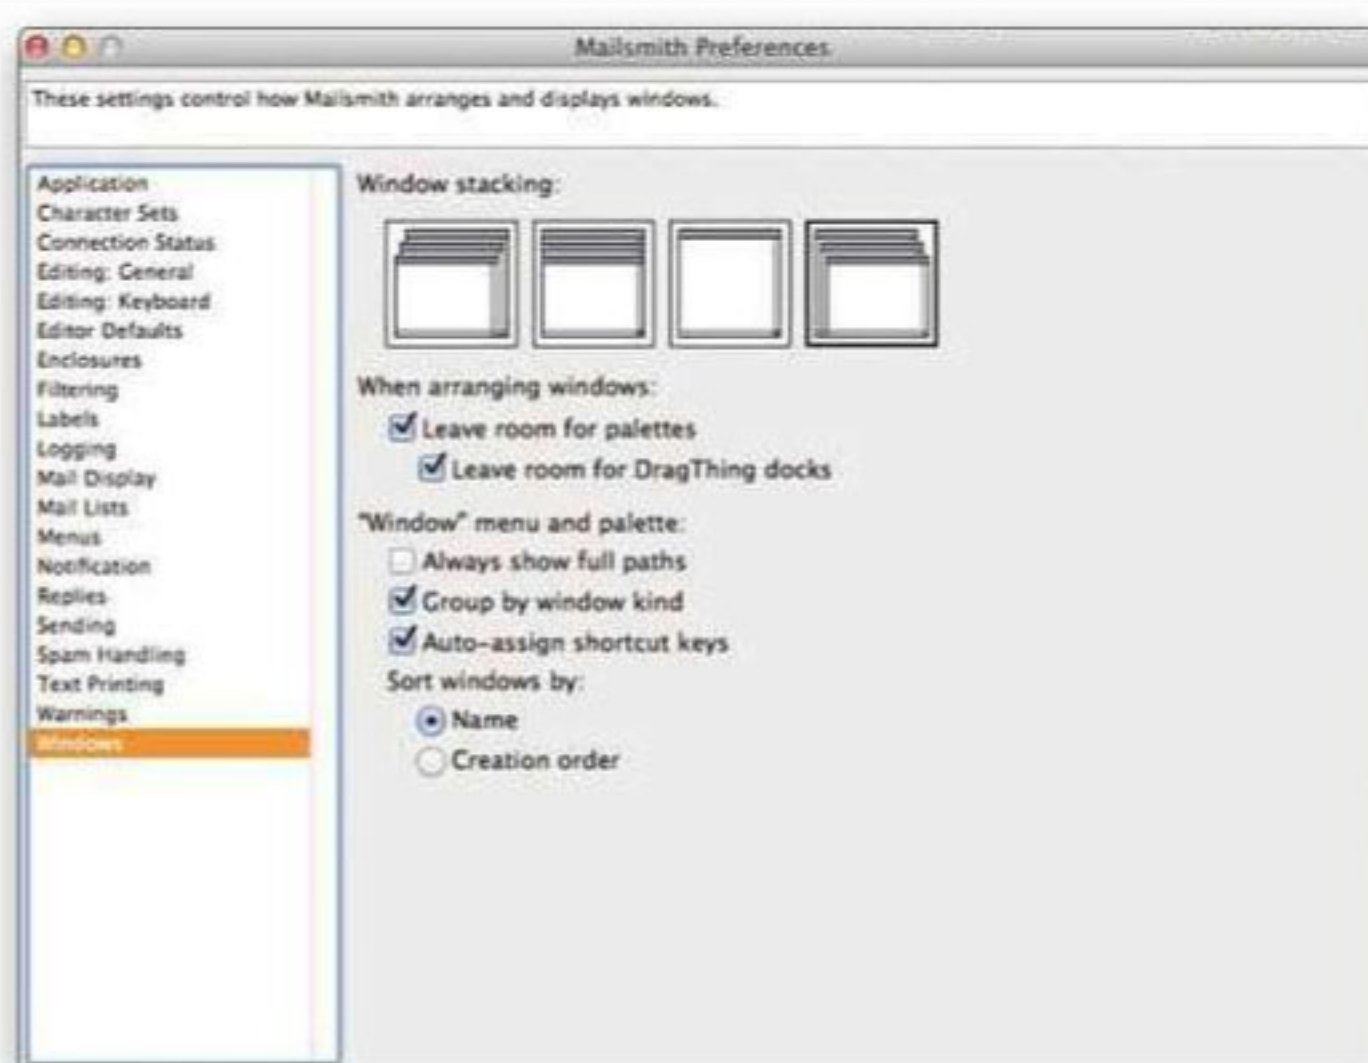 Mailsmith Preferences
These settings control how Mailsmith arranges and displays windows.
Application
Character Sets
Connection Status
Editing: General
Editing: Keyboard
Editor Defaults
Enclosures
Filtering
Labels
Logging
Mail Display
Mail Lists
Menus
Notification
Replies
Sending
Spam Handling
Text Printing
Warnings
Windows
Window stacking:
When arranging windows:
Leave room for palettes
Leave room for DragThing docks
"Window" menu and palette:
Always show full paths
Group by window kind
Auto-assign shortcut keys
Sort windows by:
Name
Creation order